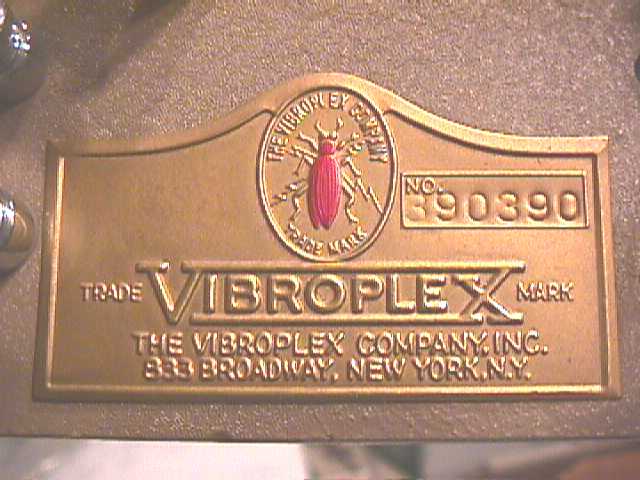 THE VIBROPLEX COMPANY
TRADE MARK
NO.
390390
TRADE VIBROPLEX MARK
THE VIBROPLEX COMPANY, INC.
833 BROADWAY, NEW YORK, N.Y.